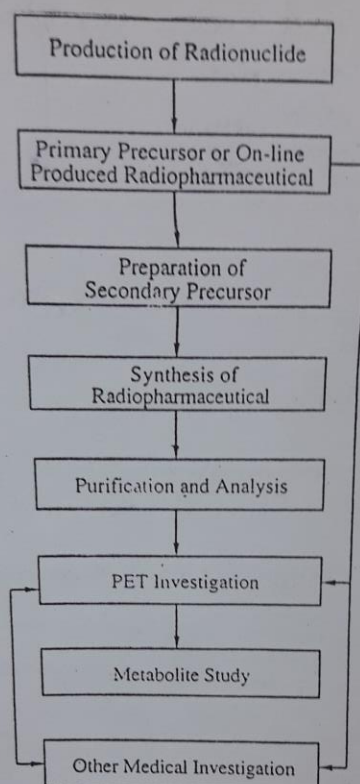 Production of Radionuclide
Primary Precursor or On-line
Produced Radiopharmaceutical
Preparation of
Secondary Precursor
Synthesis of
Radiopharmaceutical
Purification and Analysis
PET Investigation
Metabolite Study
Other Medical Investigation